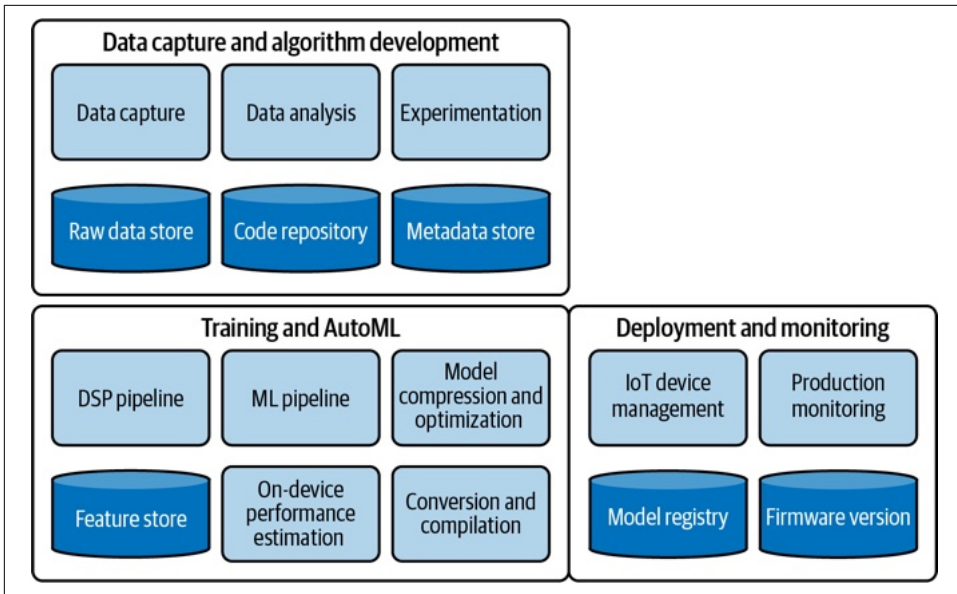 Data capture and algorithm development
Data capture
Data analysis
Experimentation
Raw data store
Code repository
Metadata store
Training and AutoML
DSP pipeline
ML pipeline
Model
compression and
optimization
Feature store
On-device
performance
estimation
Conversion and
compilation
Deployment and monitoring
IoT device
management
Production
monitoring
Model registry
Firmware version